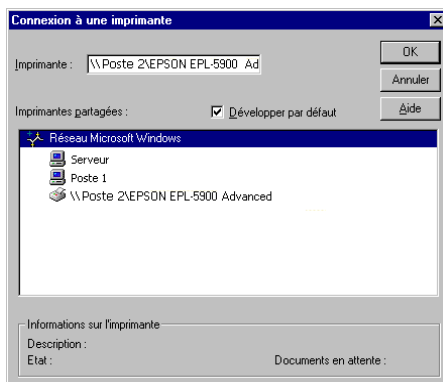 Connexion à une imprimante
Imprimante : \\Poste 2\EPSON EPL-5900 Ad
OK
Annuler
Imprimantes partagées : Développer par défaut
Aide
Réseau Microsoft Windows
Serveur
Poste 1
\\Poste 2\EPSON EPL-5900 Advanced
Informations sur l'imprimante
Description :
Etat : Documents en attente :